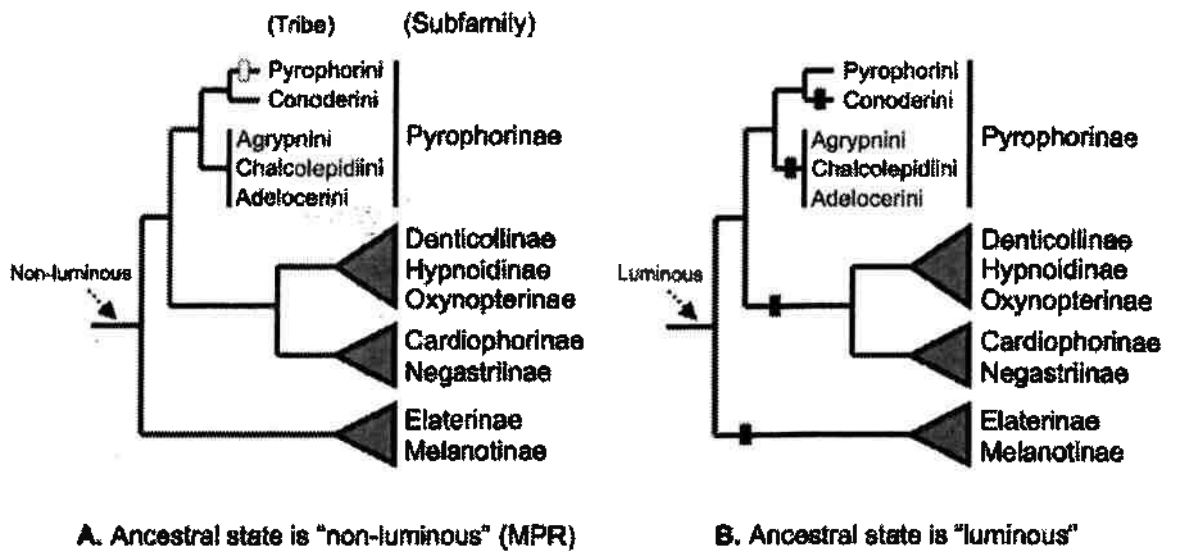 (Tribe) (Subfamily)
Pyrophorini
Conoderini
Agrypnini
Chalcolepidiini
Adelocerini
Pyrophorinae
Denticollinae
Hypnoidinae
Oxynopterinae
Cardiophorinae
Negastriinae
Elaterinae
Melanotinae
Non-luminous
A. Ancestral state is "non-luminous" (MPR)
Pyrophorini
Conoderini
Agrypnini
Chalcolepidiini
Adelocerini
Pyrophorinae
Denticollinae
Hypnoidinae
Oxynopterinae
Cardiophorinae
Negastriinae
Elaterinae
Melanotinae
Luminous
B. Ancestral state is "luminous"